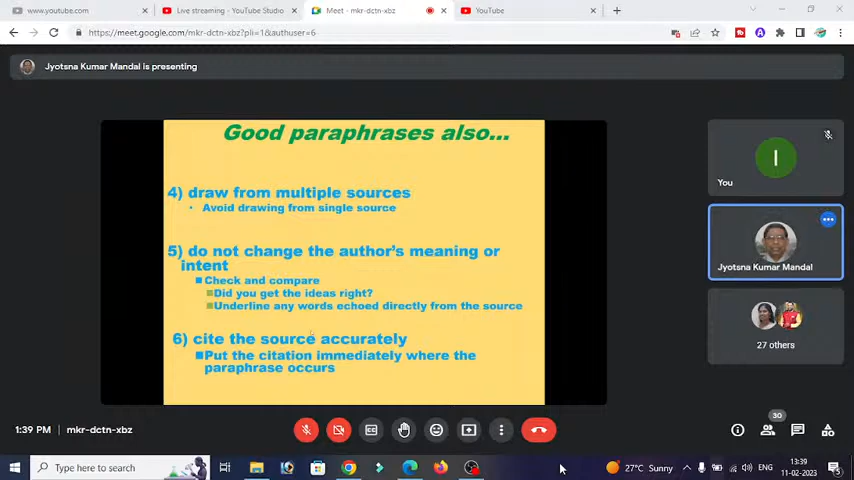 www.youtube.com
Live streaming - YouTube Studio
Meet - mkr-dctn-xbz
YouTube
https://meet.google.com/mkr-dctn-xbz?pli=1&authuser=6
Jyotsna Kumar Mandal is presenting
Good paraphrases also...
4) draw from multiple sources
• Avoid drawing from single source
5) do not change the author's meaning or
intent
Check and compare
Did you get the ideas right?
Underline any words echoed directly from the source
6) cite the source accurately
Put the citation immediately where the
paraphrase occurs
I
You
Jyotsna Kumar Mandal
27 others
1:39 PM
mkr-dctn-xbz
30
Type here to search
27°C Sunny
ENG
13:39
11-02-2023